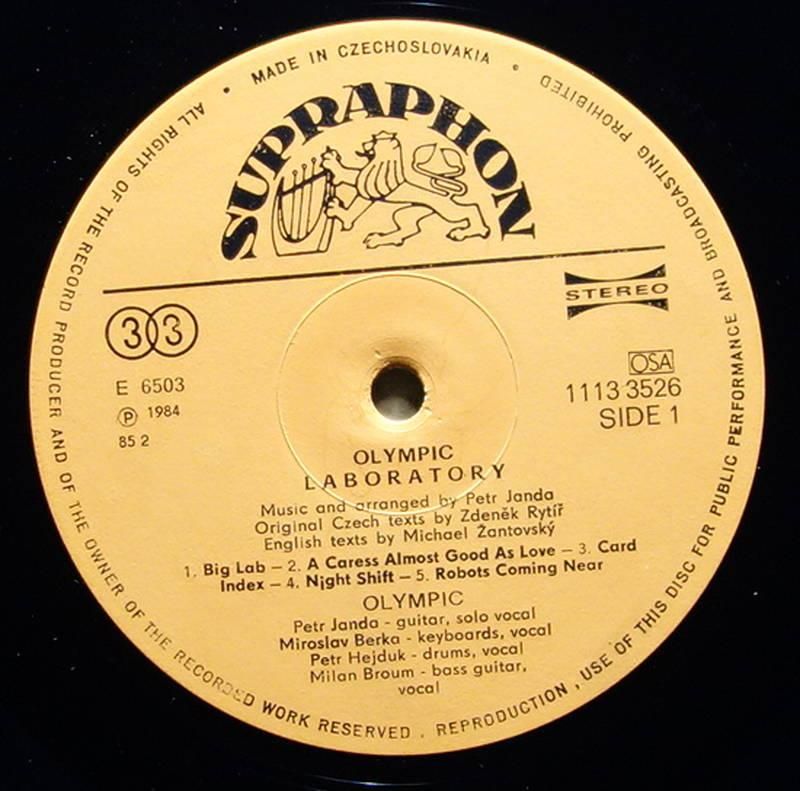 ALL RIGHTS OF THE RECORD PRODUCER AND OF THE OWNER OF THE RECORDED WORK RESERVED . REPRODUCTION, USE OF THIS DISC FOR PUBLIC PERFORMANCE AND BROADCASTING PROHIBITED
• MADE IN CZECHOSLOVAKIA •
SUPRAPHON
33
STEREO
E 6503
Ⓟ 1984
85 2
OSA
1113 3526
SIDE 1
OLYMPIC
LABORATORY
Music and arranged by Petr Janda
Original Czech texts by Zdeněk Rytíř
English texts by Michael Žantovský
1. Big Lab – 2. A Caress Almost Good As Love – 3. Card
Index – 4. Night Shift – 5. Robots Coming Near
OLYMPIC
Petr Janda - guitar, solo vocal
Miroslav Berka - keyboards, vocal
Petr Hejduk - drums, vocal
Milan Broum - bass guitar,
vocal